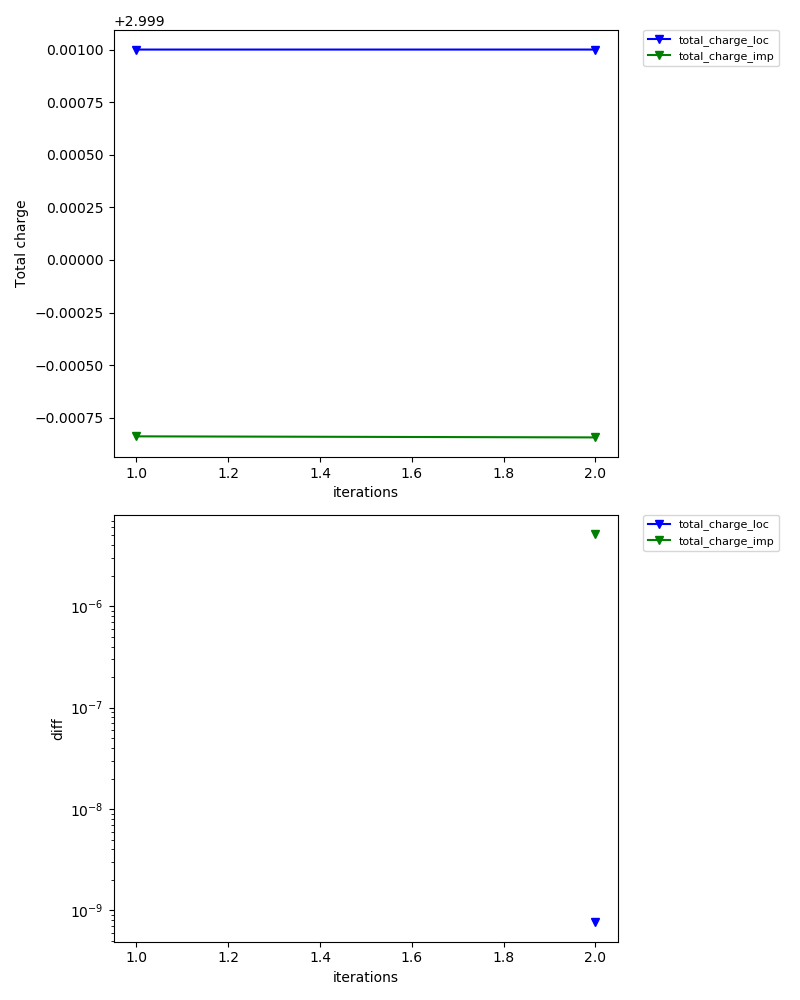 +2.999
0.00100
0.00075
0.00050
0.00025
0.00000
−0.00025
−0.00050
−0.00075
Total charge
1.0 1.2 1.4 1.6 1.8 2.0
iterations
total_charge_loc
total_charge_imp
10⁻⁶
10⁻⁷
10⁻⁸
10⁻⁹
diff
1.0 1.2 1.4 1.6 1.8 2.0
iterations
total_charge_loc
total_charge_imp